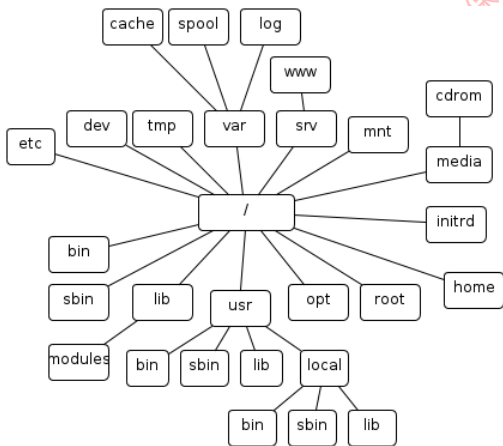 cache
spool
log
www
cdrom
dev
tmp
var
srv
mnt
etc
media
/
initrd
bin
home
sbin
lib
usr
opt
root
modules
bin
sbin
lib
local
bin
sbin
lib